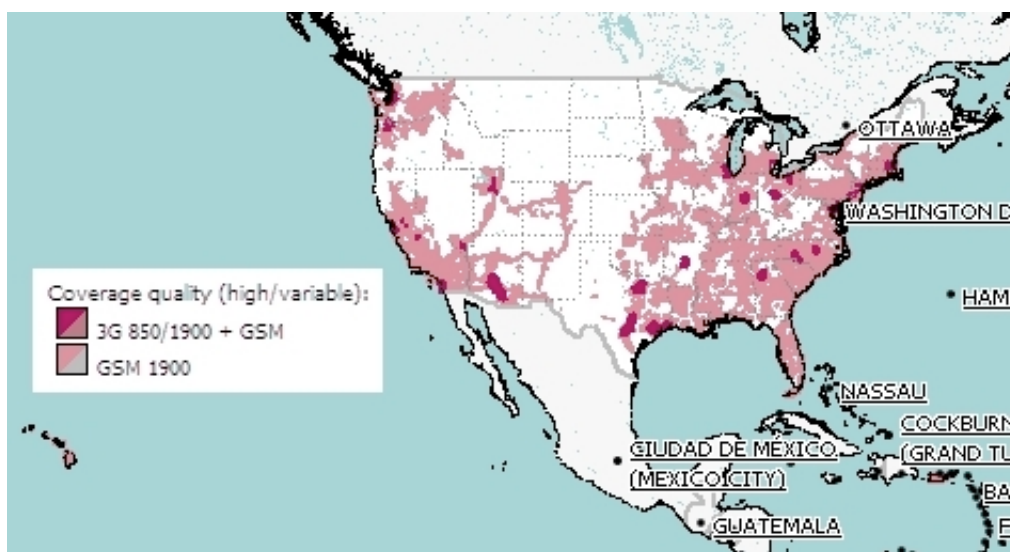 OTTAWA
WASHINGTON D
Coverage quality (high/variable):
3G 850/1900 + GSM
GSM 1900
HAM
NASSAU
COCKBURN
(GRAND TU
CIUDAD DE MÉXICO
(MEXICO CITY)
BA
GUATEMALA
F